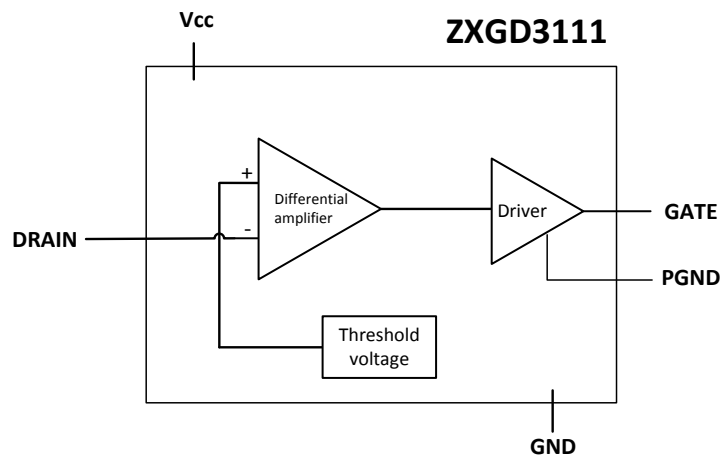 Vcc
ZXGD3111
+
Differential
amplifier
-
Driver
DRAIN
GATE
PGND
Threshold
voltage
GND